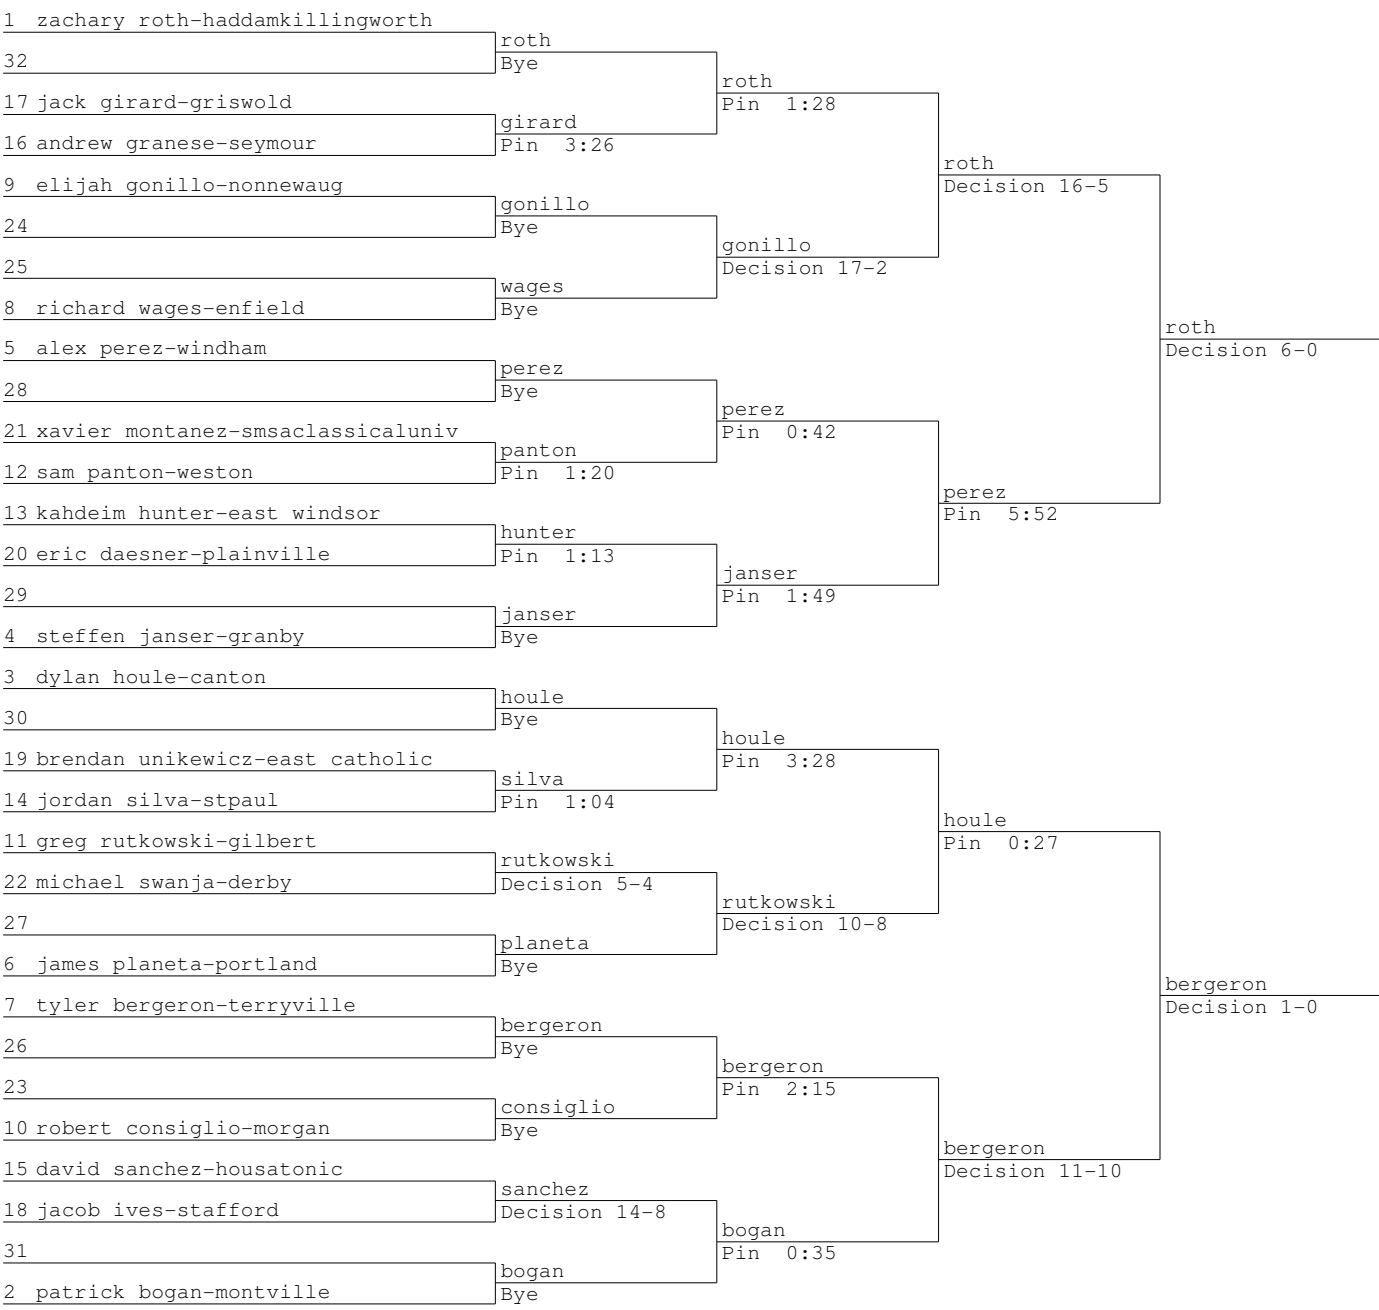 1 zachary roth-haddamkillingworth
roth
32
Bye
roth
17 jack girard-griswold
Pin 1:28
girard
16 andrew granese-seymour
Pin 3:26
roth
9 elijah gonillo-nonnewaug
Decision 16-5
gonillo
24
Bye
gonillo
25
Decision 17-2
wages
8 richard wages-enfield
Bye
roth
5 alex perez-windham
Decision 6-0
perez
28
Bye
perez
21 xavier montanez-smsaclassicaluniv
Pin 0:42
panton
12 sam panton-weston
Pin 1:20
perez
13 kahdeim hunter-east windsor
Pin 5:52
hunter
20 eric daesner-plainville
Pin 1:13
janser
29
Pin 1:49
janser
4 steffen janser-granby
Bye
3 dylan houle-canton
houle
30
Bye
houle
19 brendan unikewicz-east catholic
Pin 3:28
silva
14 jordan silva-stpaul
Pin 1:04
houle
11 greg rutkowski-gilbert
Pin 0:27
rutkowski
22 michael swanja-derby
Decision 5-4
rutkowski
27
Decision 10-8
planeta
6 james planeta-portland
Bye
bergeron
7 tyler bergeron-terryville
Decision 1-0
bergeron
26
Bye
bergeron
23
Pin 2:15
consiglio
10 robert consiglio-morgan
Bye
bergeron
15 david sanchez-housatonic
Decision 11-10
sanchez
18 jacob ives-stafford
Decision 14-8
bogan
31
Pin 0:35
bogan
2 patrick bogan-montville
Bye